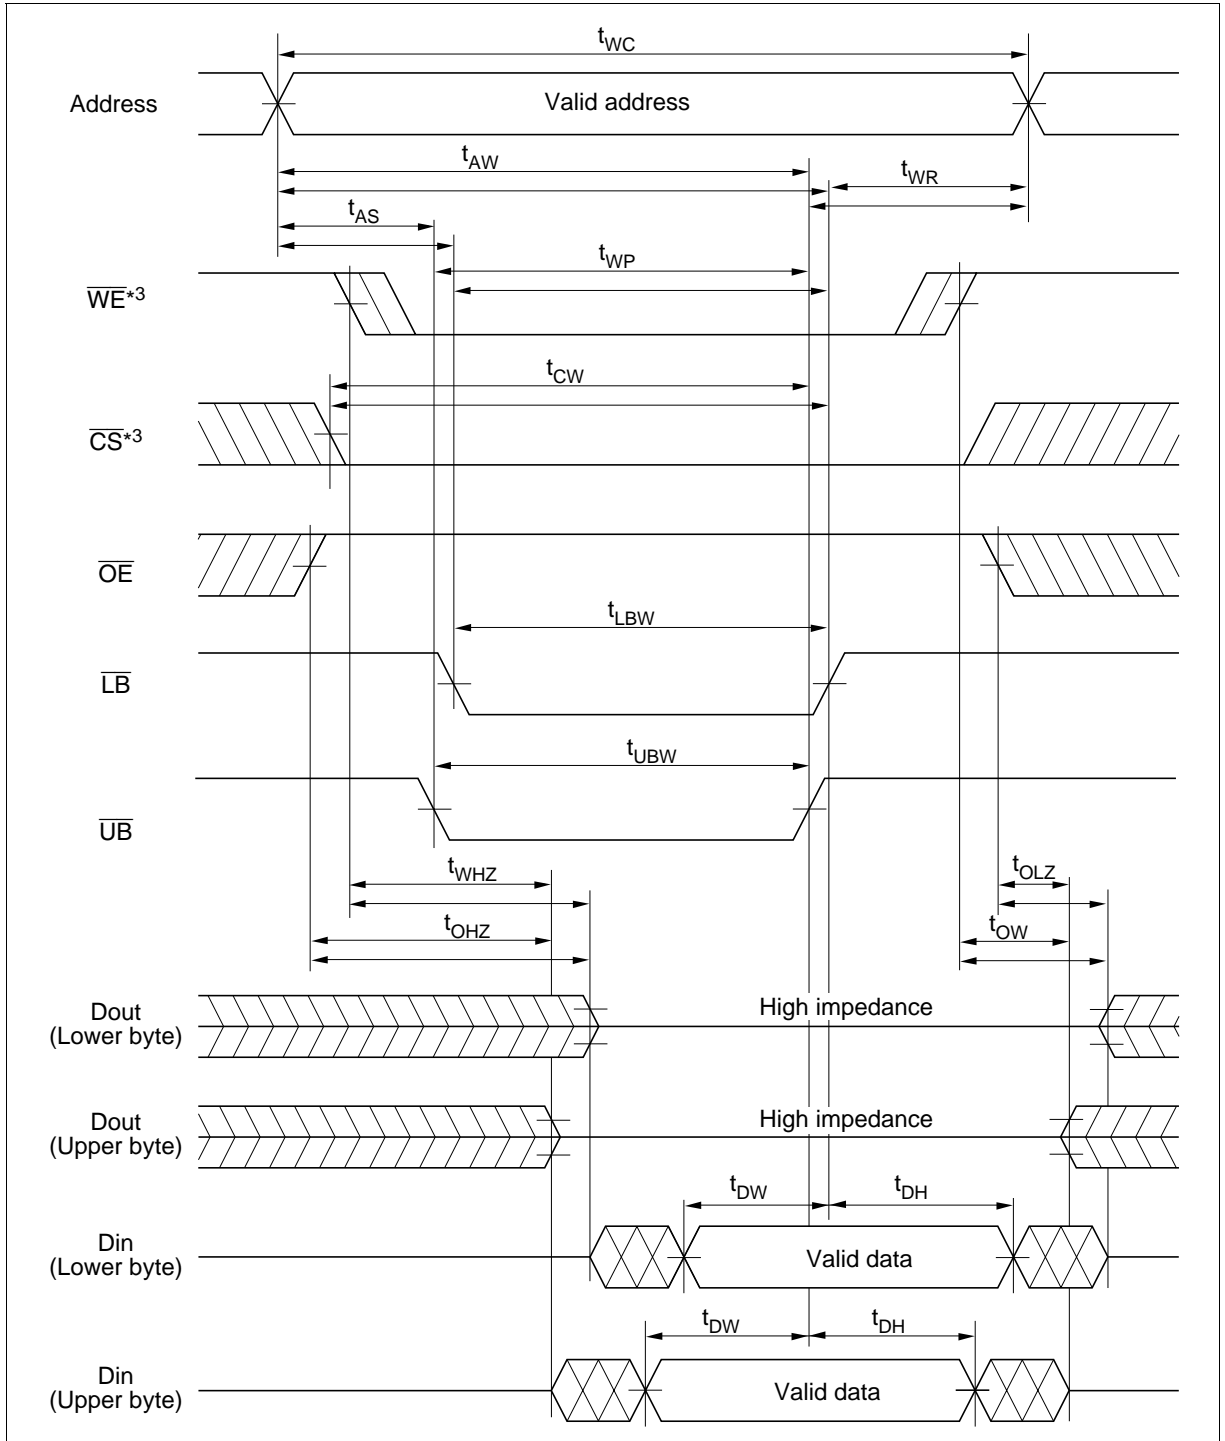 tWC
Address
Valid address
tAW
tWR
tAS
tWP
WE*3
tCW
CS*3
OE
tLBW
LB
tUBW
UB
tWHZ
tOLZ
tOHZ
tOW
Dout
(Lower byte)
High impedance
Dout
(Upper byte)
High impedance
tDW
tDH
Din
(Lower byte)
Valid data
tDW
tDH
Din
(Upper byte)
Valid data